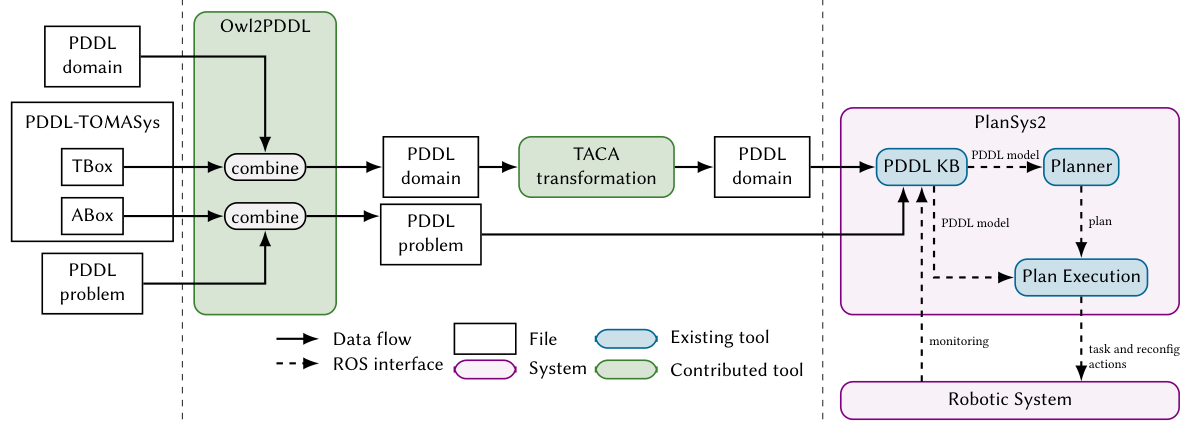 Owl2PDDL
PDDL
domain
PDDL-TOMASys
TBox
ABox
PDDL
problem
combine
combine
PDDL
domain
PDDL
problem
TACA
transformation
PDDL
domain
PlanSys2
PDDL KB
PDDL model
Planner
PDDL model
plan
Plan Execution
monitoring
task and reconfig
actions
Robotic System
Data flow
ROS interface
File
System
Existing tool
Contributed tool